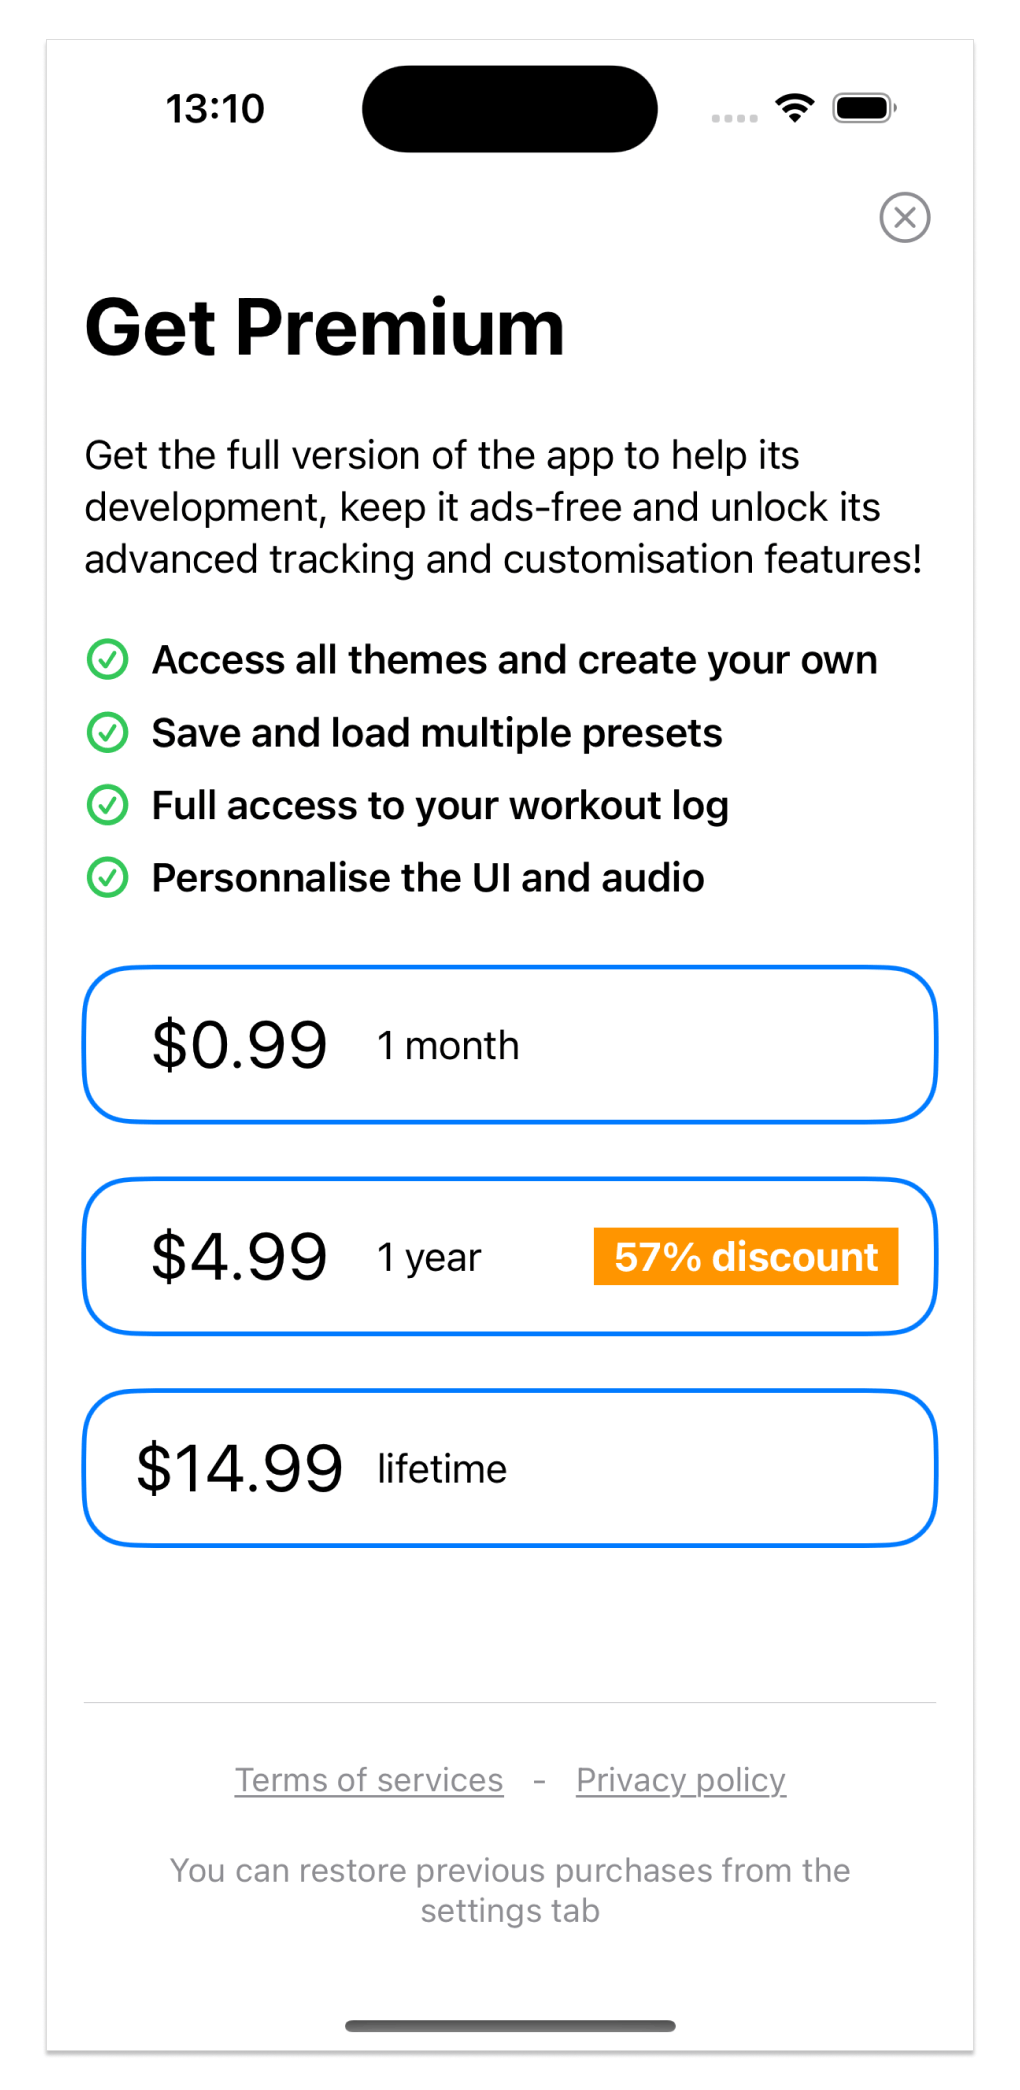 13:10
Get Premium
Get the full version of the app to help its
development, keep it ads-free and unlock its
advanced tracking and customisation features!
Access all themes and create your own
Save and load multiple presets
Full access to your workout log
Personnalise the UI and audio
$0.99 1 month
$4.99 1 year 57% discount
$14.99 lifetime
Terms of services - Privacy policy
You can restore previous purchases from the
settings tab